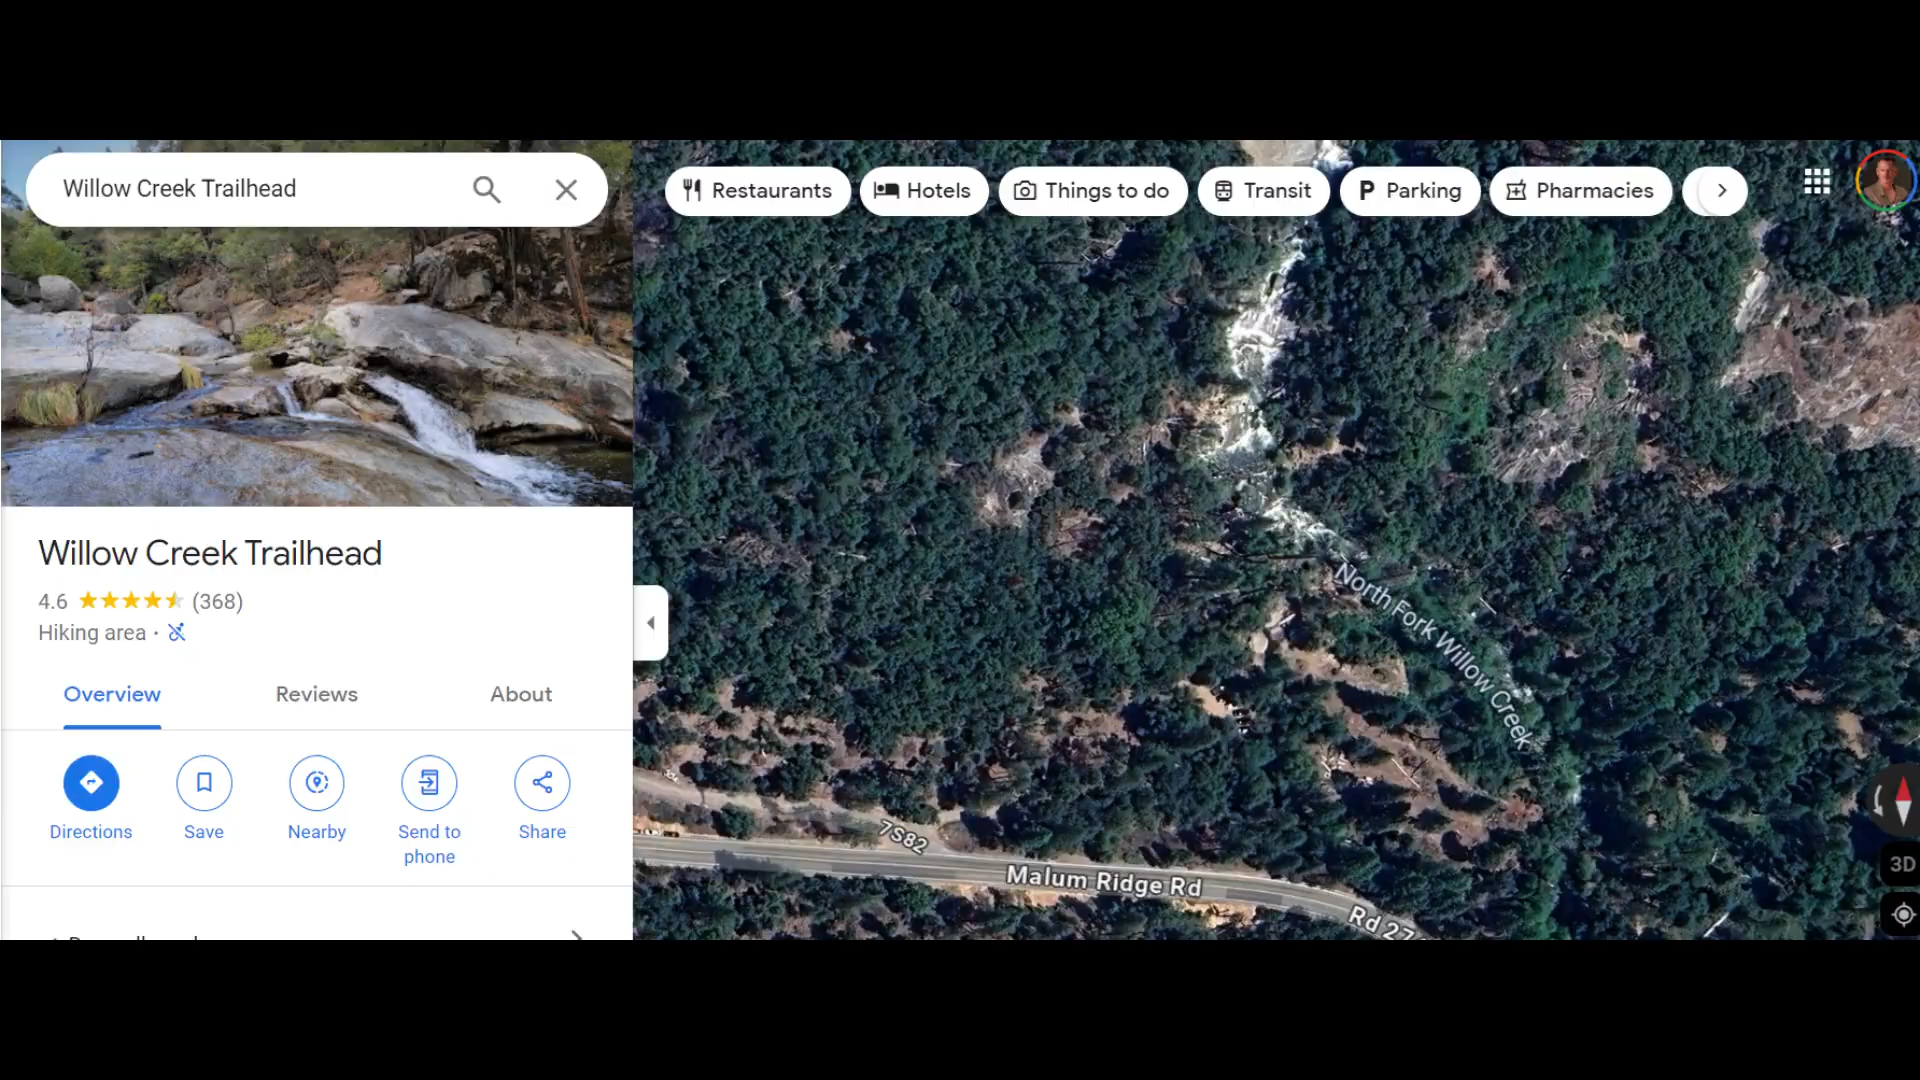 Willow Creek Trailhead
Restaurants
Hotels
Things to do
Transit
P Parking
Pharmacies
Willow Creek Trailhead
4.6 (368)
Hiking area ·
Overview
Reviews
About
Directions
Save
Nearby
Send to
phone
Share
North Fork Willow Creek
7S82
Malum Ridge Rd
Rd 274
3D